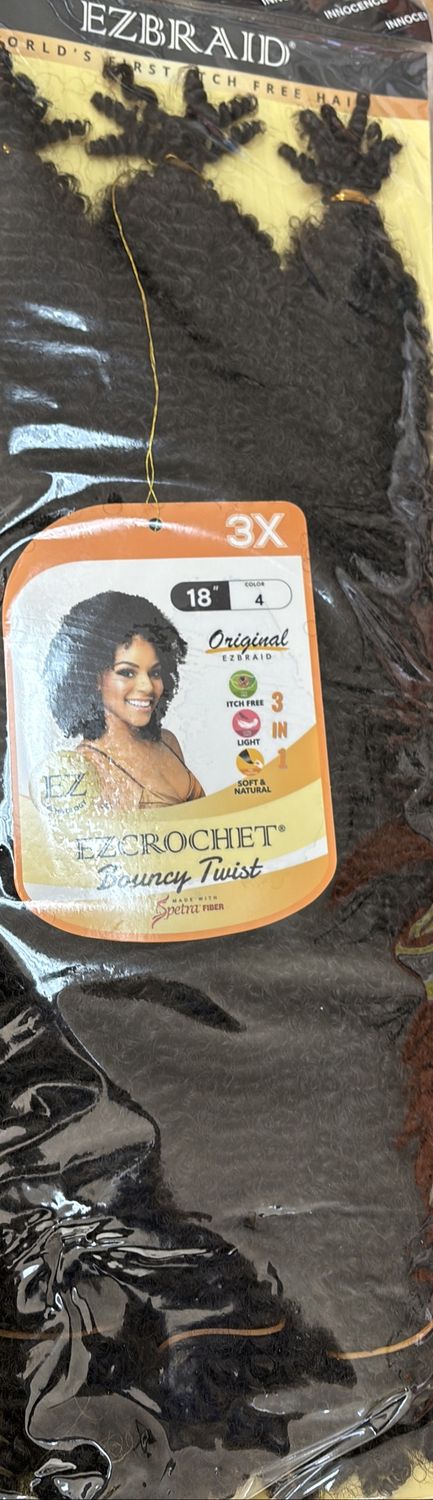 INNOCENCE
EZBRAID®
ORLD'S FIRST ITCH FREE HAI
3X
18" COLOR 4
Original
EZBRAID
ITCH FREE
LIGHT
SOFT &
NATURAL
3
IN
1
EZ
EZCROCHET®
Bouncy Twist
MADE WITH
Spetra FIBER